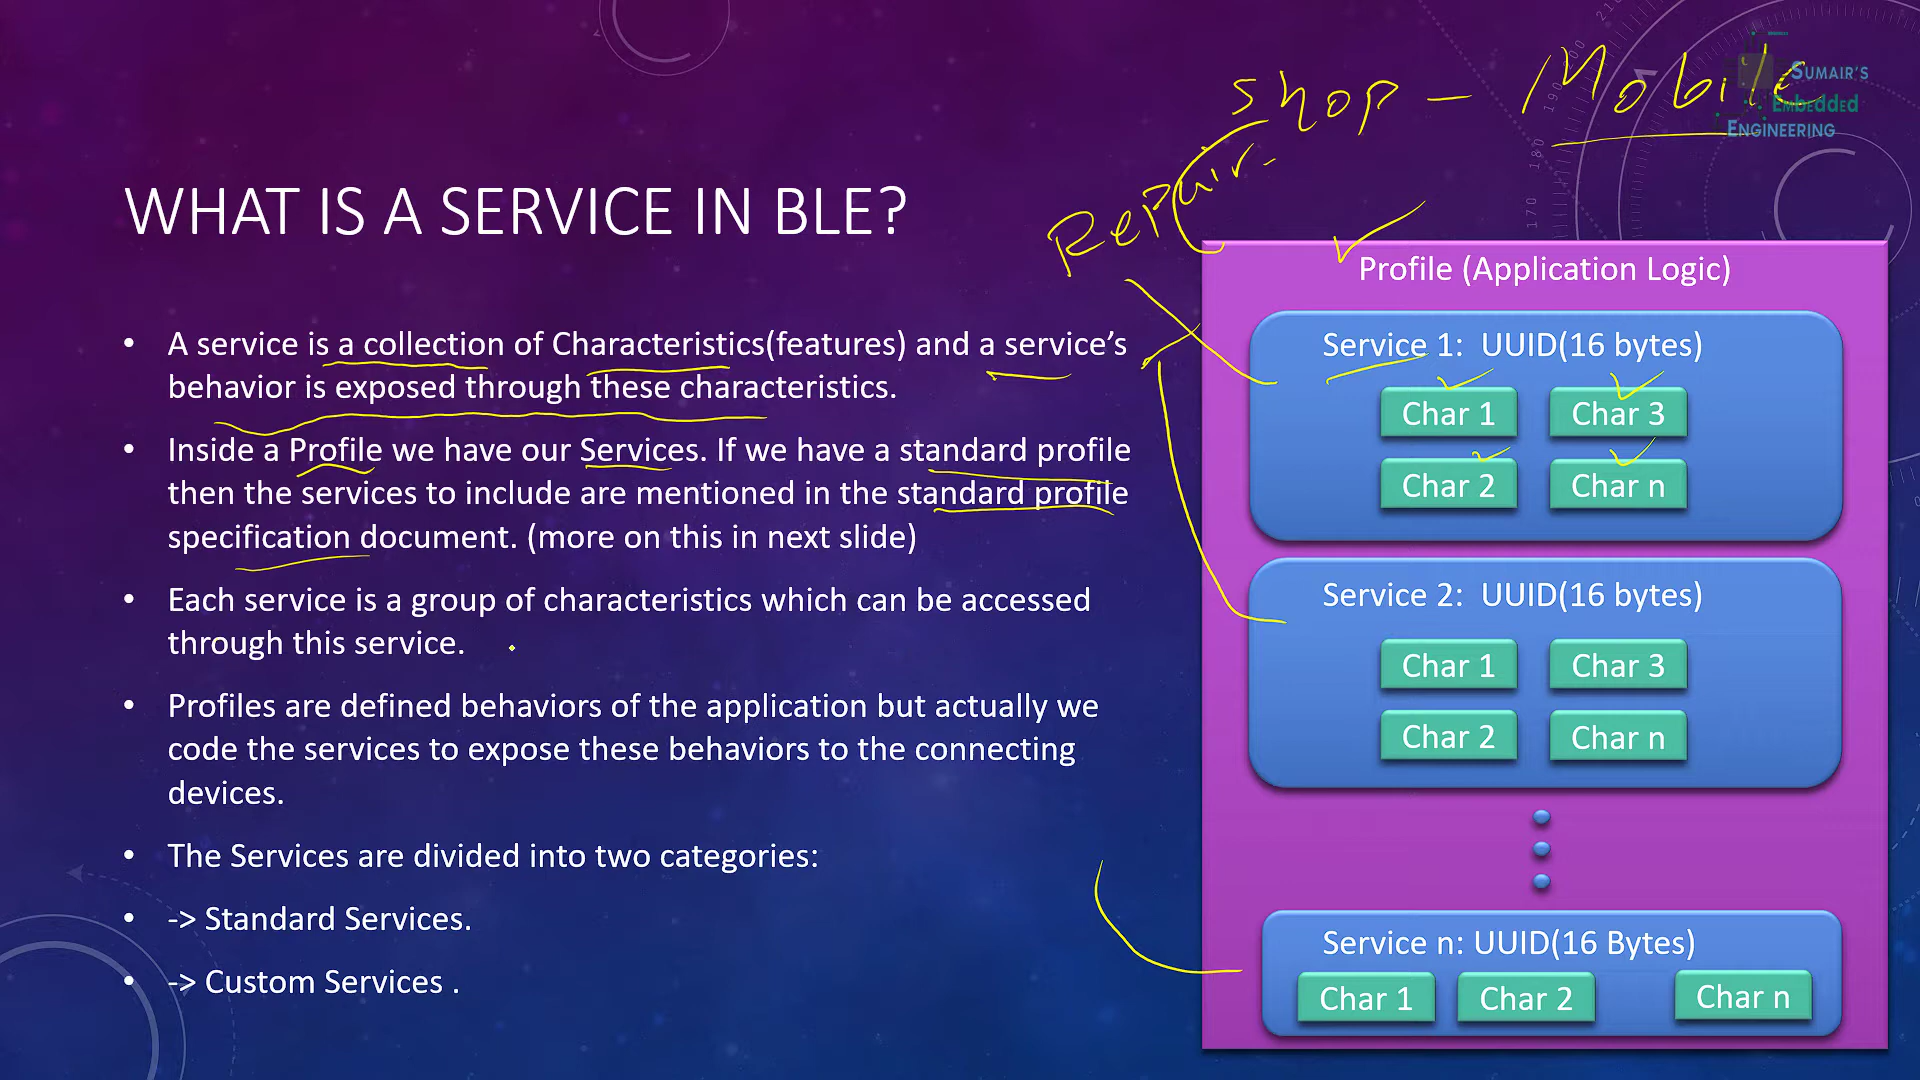 Shop - Mobile
SUMAIR'S
EmBedded
ENGINEERING
Repair
WHAT IS A SERVICE IN BLE?
• A service is a collection of Characteristics(features) and a service's
behavior is exposed through these characteristics.
• Inside a Profile we have our Services. If we have a standard profile
then the services to include are mentioned in the standard profile
specification document. (more on this in next slide)
• Each service is a group of characteristics which can be accessed
through this service.
• Profiles are defined behaviors of the application but actually we
code the services to expose these behaviors to the connecting
devices.
• The Services are divided into two categories:
• -> Standard Services.
• -> Custom Services .
Profile (Application Logic)
Service 1: UUID(16 bytes)
Char 1 Char 3
Char 2 Char n
Service 2: UUID(16 bytes)
Char 1 Char 3
Char 2 Char n
Service n: UUID(16 Bytes)
Char 1 Char 2 Char n
210
200
190
180
170